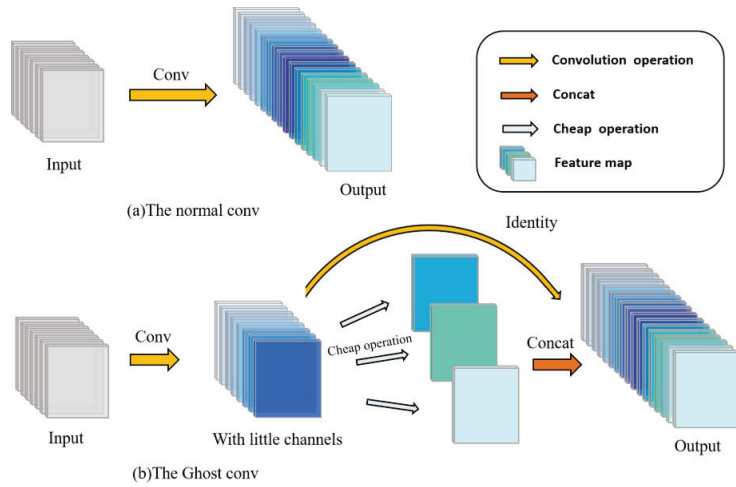 Input
Conv
Output
(a)The normal conv
Convolution operation
Concat
Cheap operation
Feature map
Input
Conv
With little channels
Cheap operation
Identity
Concat
Output
(b)The Ghost conv